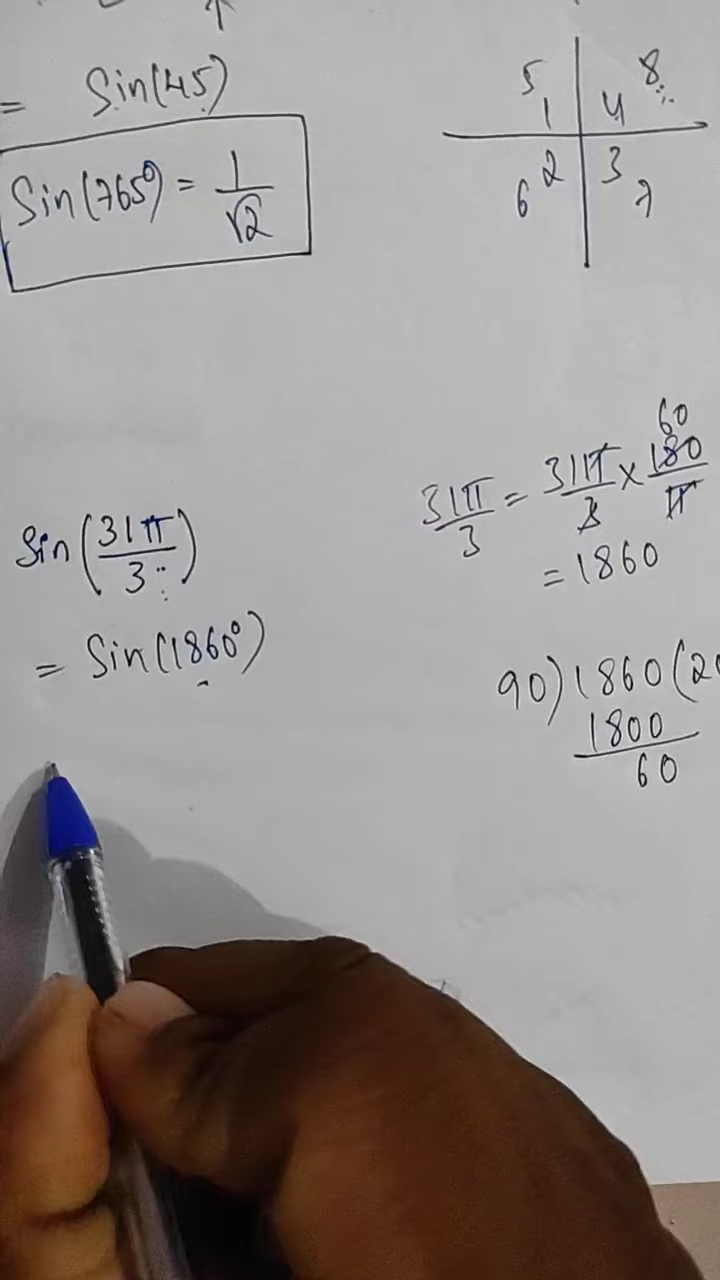 = Sin(45)
Sin(765°) = 1/√2
5 1 4 8
6 2 3 7
Sin(31π/3)
= Sin(1860°)
31π/3 = 31π/3 × 180/π 60
= 1860
90)1860(20
1800
60